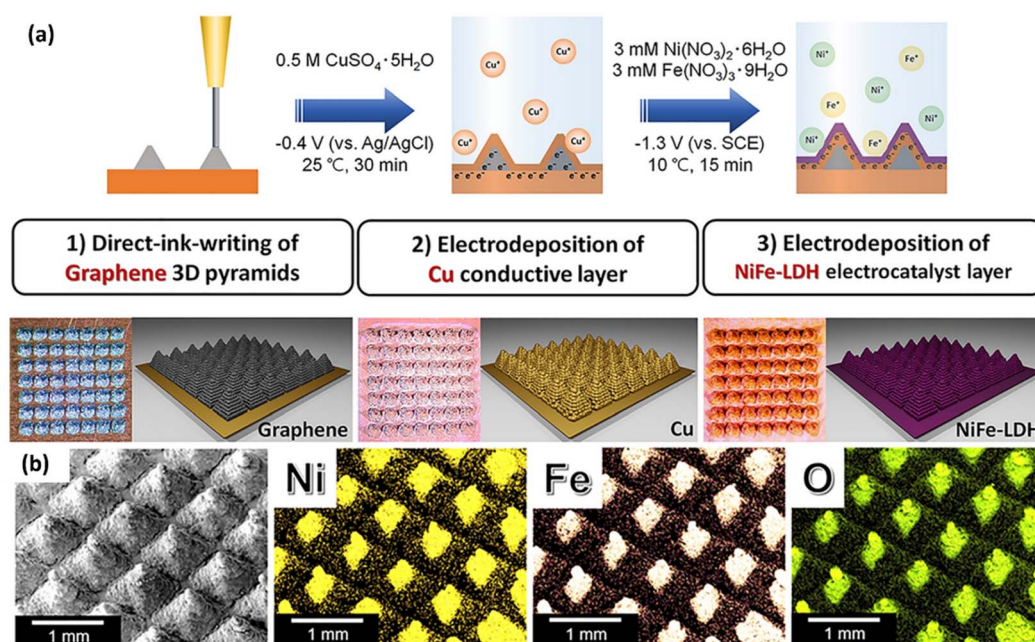 (a)
0.5 M CuSO₄·5H₂O
-0.4 V (vs. Ag/AgCl)
25 ℃, 30 min
Cu⁺
Cu⁺
Cu⁺
Cu⁺
Cu⁺
e⁻ e⁻ e⁻ e⁻ e⁻ e⁻
3 mM Ni(NO₃)₂·6H₂O
3 mM Fe(NO₃)₃·9H₂O
-1.3 V (vs. SCE)
10 ℃, 15 min
Ni⁺
Fe⁺
Ni⁺
Fe⁺
Ni⁺
Ni⁺
Fe⁺
e⁻ e⁻ e⁻ e⁻ e⁻ e⁻
1) Direct-ink-writing of
Graphene 3D pyramids
2) Electrodeposition of
Cu conductive layer
3) Electrodeposition of
NiFe-LDH electrocatalyst layer
Graphene
Cu
NiFe-LDH
(b)
Ni
Fe
O
1 mm
1 mm
1 mm
1 mm